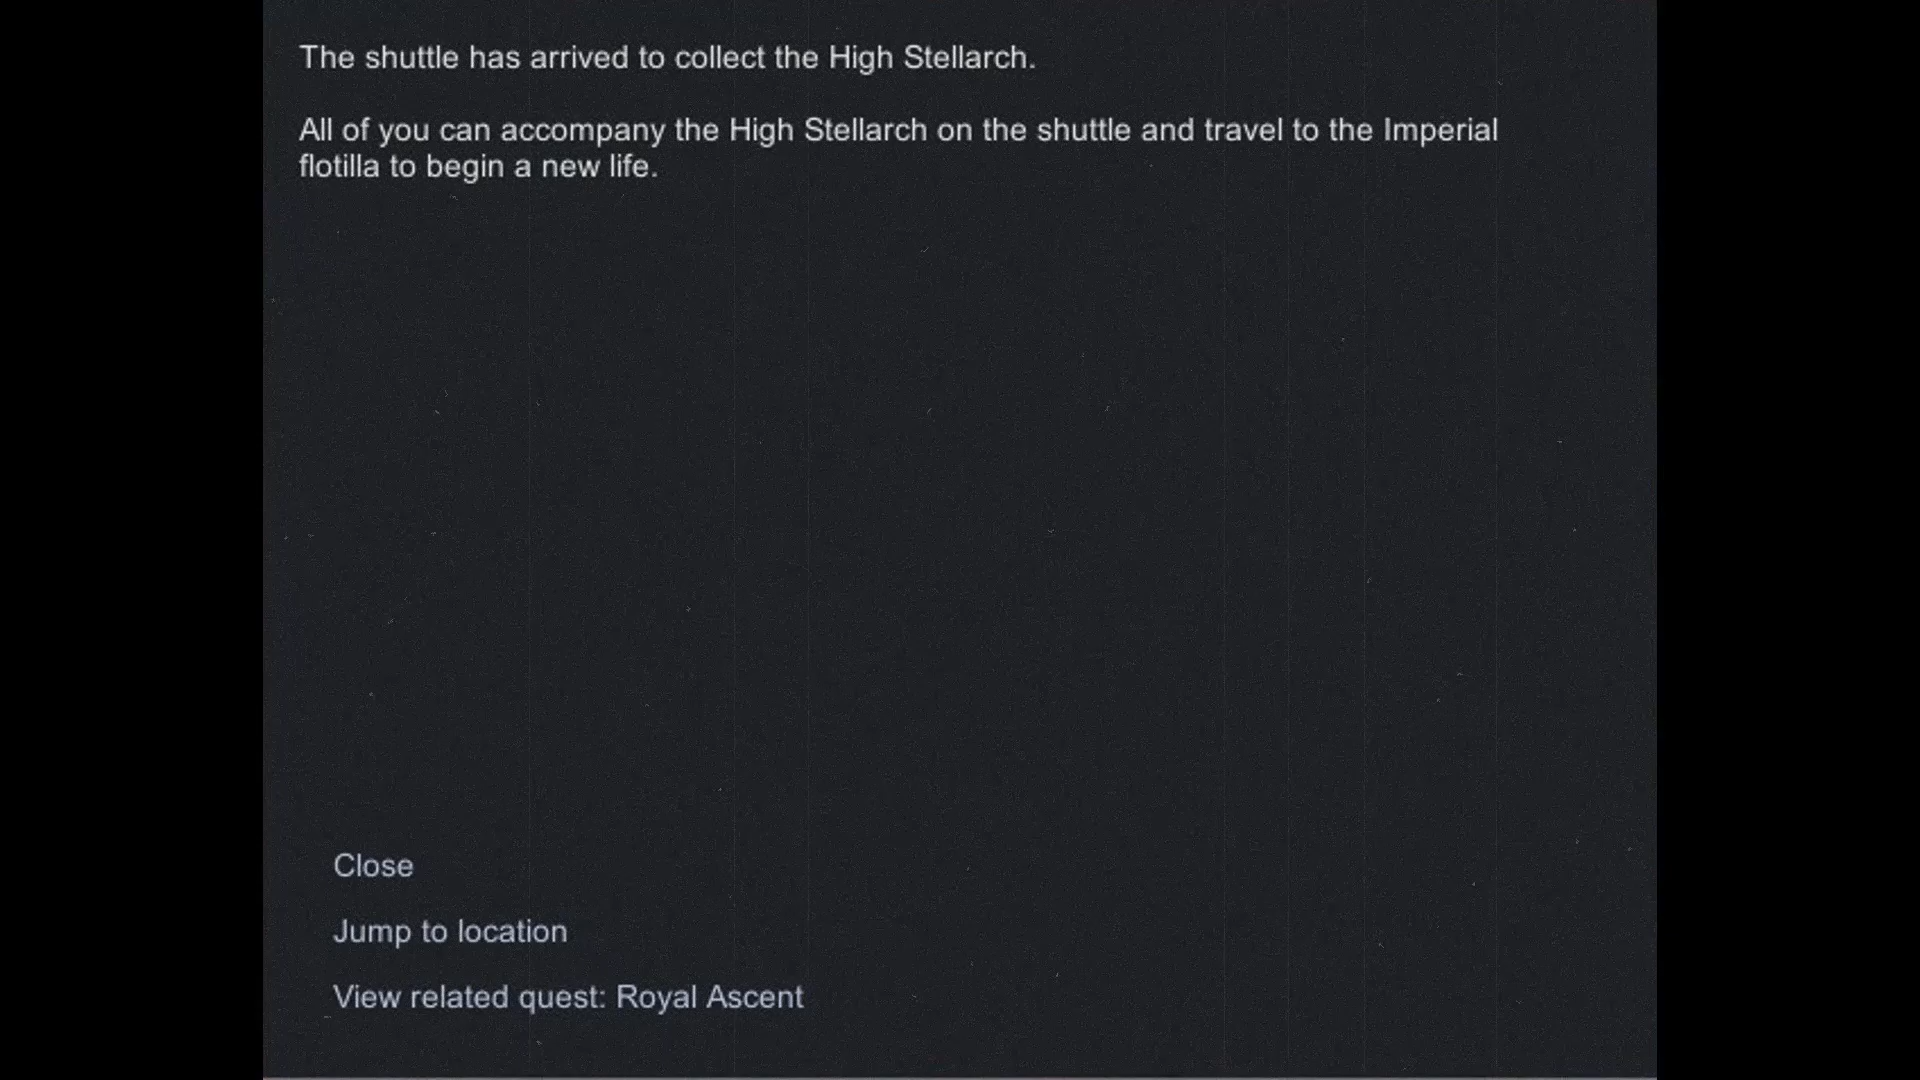 The shuttle has arrived to collect the High Stellarch.
All of you can accompany the High Stellarch on the shuttle and travel to the Imperial
flotilla to begin a new life.
Close
Jump to location
View related quest: Royal Ascent